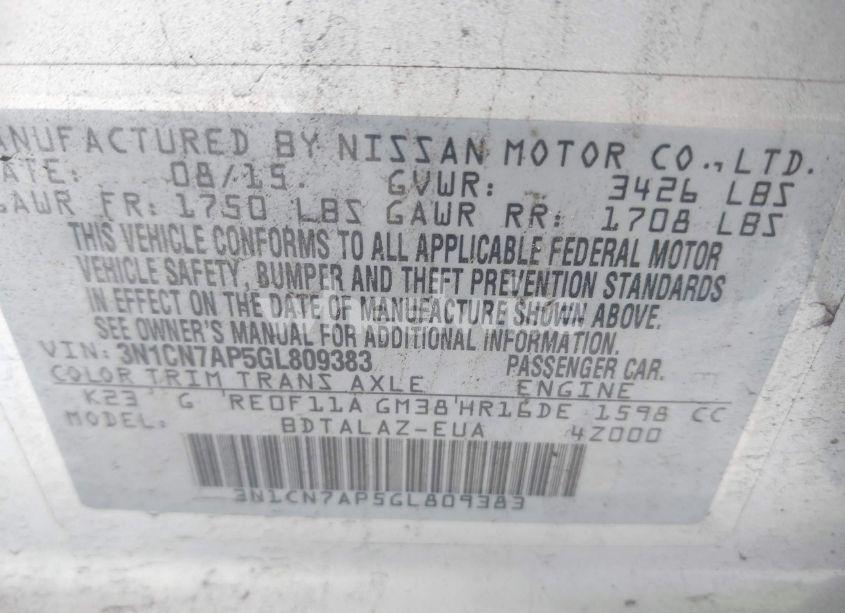 MANUFACTURED BY NISSAN MOTOR CO., LTD.
DATE: 08/15. GVWR: 3426 LBS
GAWR FR: 1750 LBS GAWR RR: 1708 LBS
THIS VEHICLE CONFORMS TO ALL APPLICABLE FEDERAL MOTOR
VEHICLE SAFETY, BUMPER AND THEFT PREVENTION STANDARDS
IN EFFECT ON THE DATE OF MANUFACTURE SHOWN ABOVE.
SEE OWNER'S MANUAL FOR ADDITIONAL INFORMATION.
VIN: 3N1CN7AP5GL809383 PASSENGER CAR.
COLOR TRIM TRANS AXLE ENGINE
K23 G RE0F11A GM38 HR16DE 1598 CC
MODEL: BDTALAZ-EUA 4Z000
3N1CN7AP5GL809383